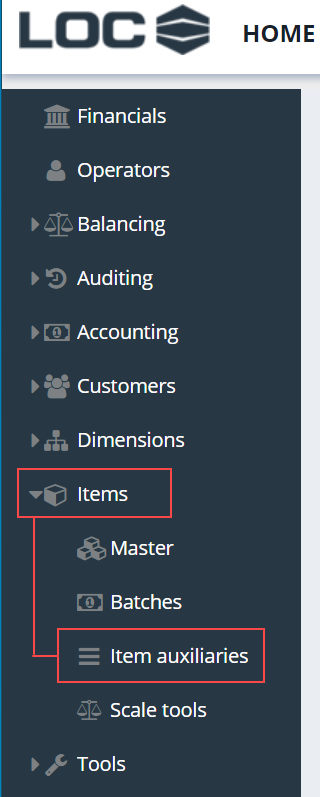 LOC HOME
Financials
Operators
Balancing
Auditing
Accounting
Customers
Dimensions
Items
Master
Batches
Item auxiliaries
Scale tools
Tools